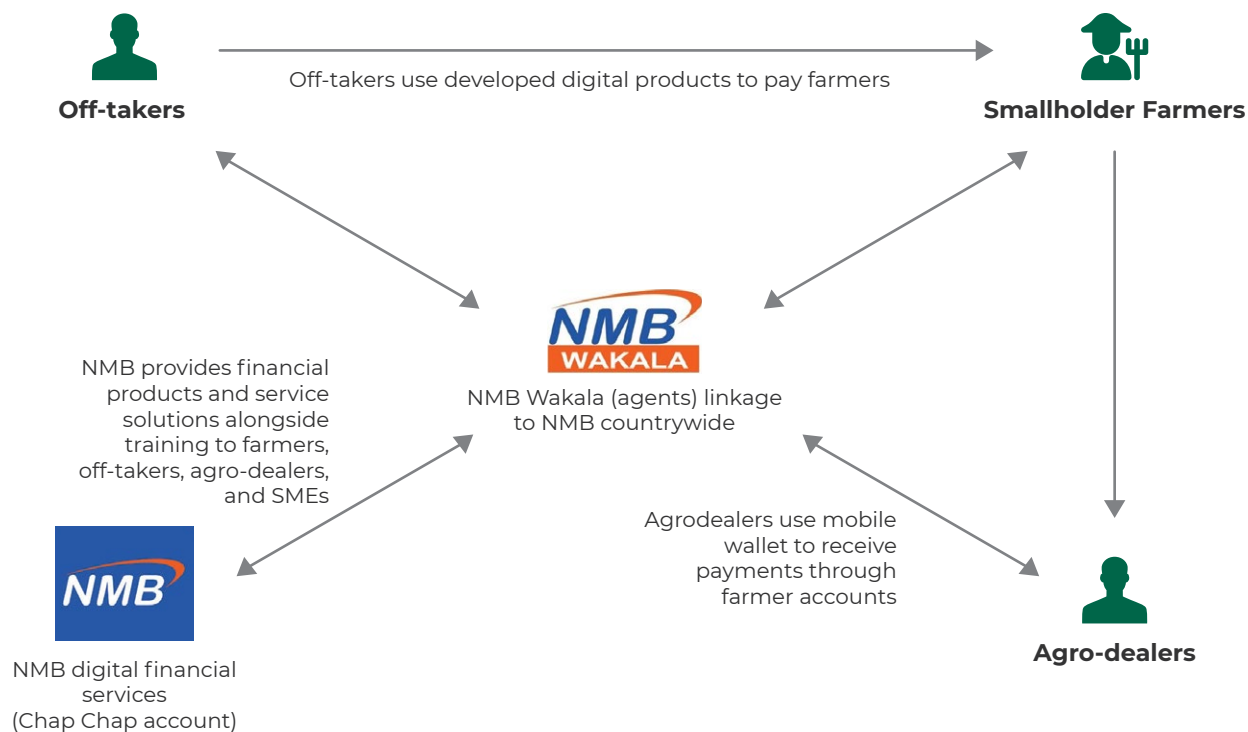 Off-takers use developed digital products to pay farmers
Off-takers
Smallholder Farmers
NMB
WAKALA
NMB Wakala (agents) linkage
to NMB countrywide
NMB provides financial
products and service
solutions alongside
training to farmers,
off-takers, agro-dealers,
and SMEs
Agrodealers use mobile
wallet to receive
payments through
farmer accounts
NMB
NMB digital financial
services
(Chap Chap account)
Agro-dealers